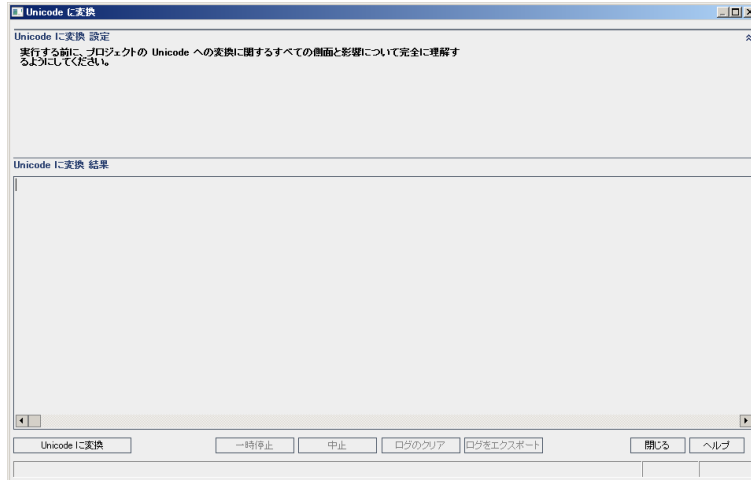 Unicode に変換
Unicode に変換 設定
実行する前に、プロジェクトの Unicode への変換に関するすべての側面と影響について完全に理解す
るようにしてください。
Unicode に変換 結果
Unicode に変換
一時停止
中止
ログのクリア
ログをエクスポート
閉じる
ヘルプ